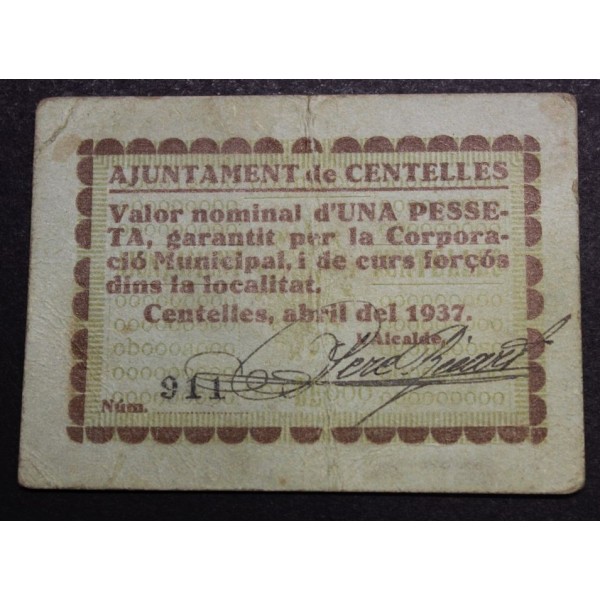 AJUNTAMENT de CENTELLES
Valor nominal d'UNA PESSE-
TA, garantit per la Corpora-
ció Municipal, i de curs forçós
dins la localitat.
Centelles, abril del 1937.
l'Alcalde,
Núm. 911